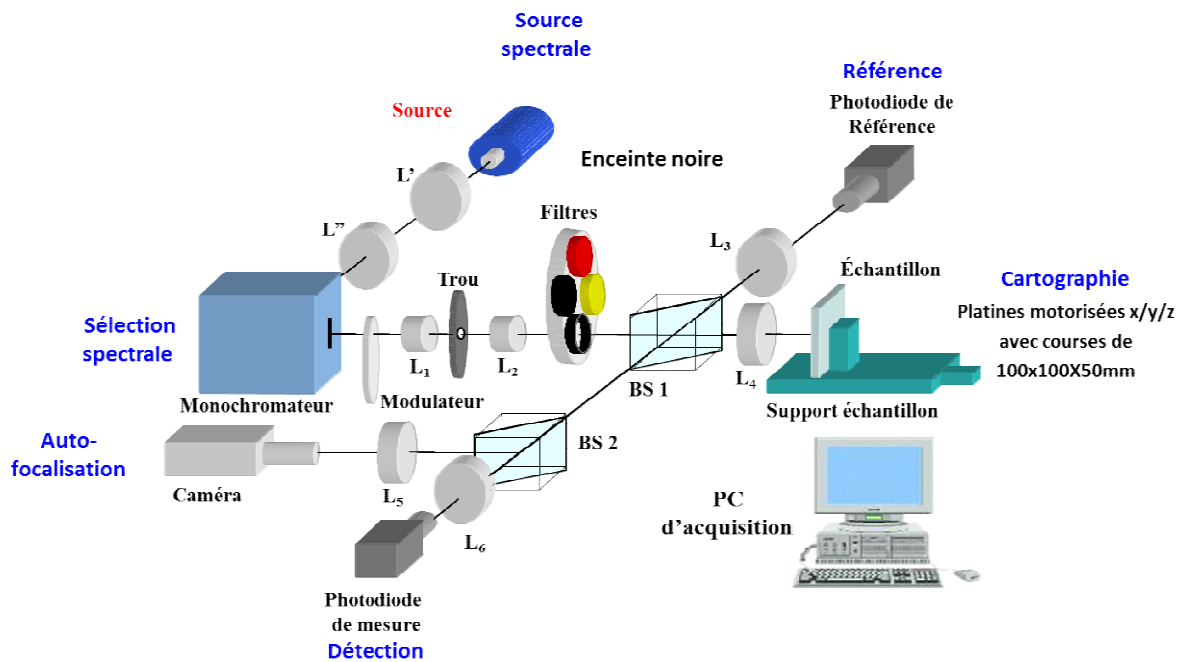 Source
spectrale
Source
Enceinte noire
Référence
Photodiode de
Référence
L'
L”
Filtres
L3
Trou
Échantillon
Cartographie
Platines motorisées x/y/z
avec courses de
100x100X50mm
Sélection
spectrale
L1
L2
L4
BS 1
Monochromateur
Modulateur
Support échantillon
Auto-
focalisation
BS 2
Caméra
L5
L6
PC
d’acquisition
Photodiode
de mesure
Détection